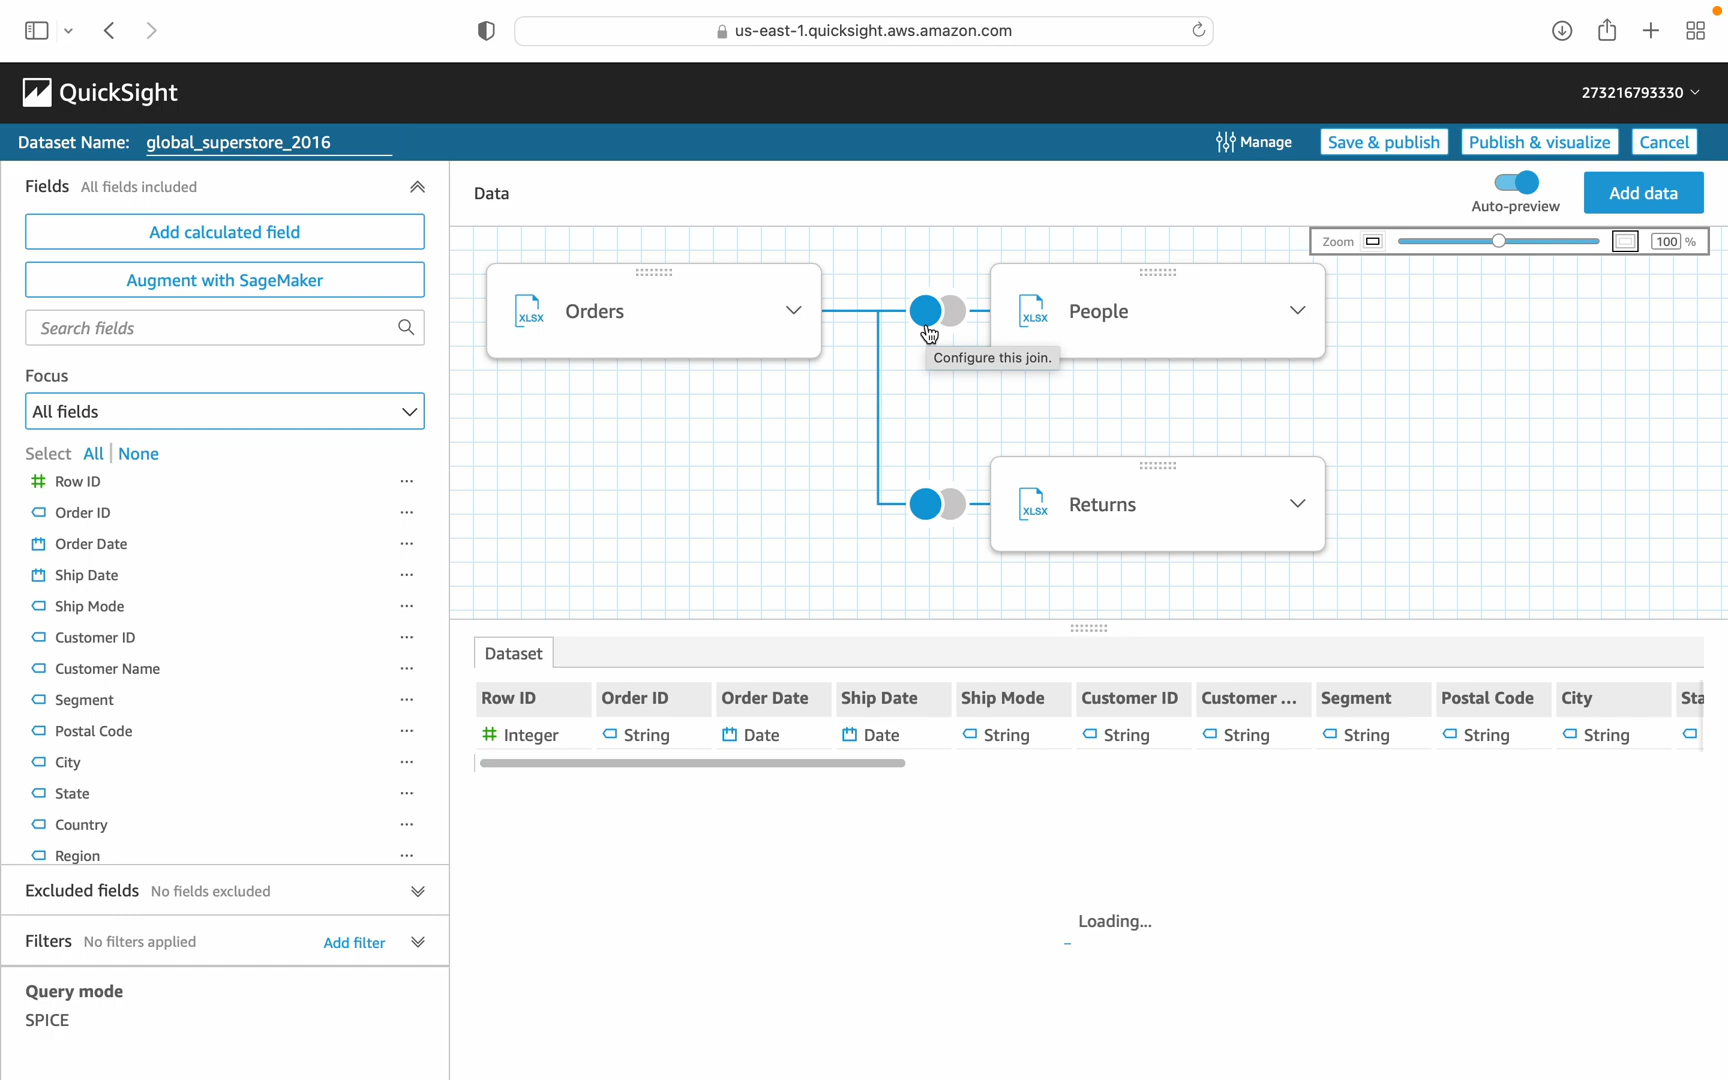 us-east-1.quicksight.aws.amazon.com
QuickSight
273216793330
Dataset Name: global_superstore_2016
Manage
Save & publish
Publish & visualize
Cancel
Fields All fields included
Add calculated field
Augment with SageMaker
Search fields
Focus
All fields
Select All | None
Row ID
Order ID
Order Date
Ship Date
Ship Mode
Customer ID
Customer Name
Segment
Postal Code
City
State
Country
Region
Excluded fields No fields excluded
Filters No filters applied Add filter
Query mode
SPICE
Data
Auto-preview
Add data
Zoom 100 %
XLSX Orders
XLSX People
Configure this join.
XLSX Returns
Dataset
Row ID Order ID Order Date Ship Date Ship Mode Customer ID Customer ... Segment Postal Code City Sta
Integer String Date Date String String String String String String
Loading...